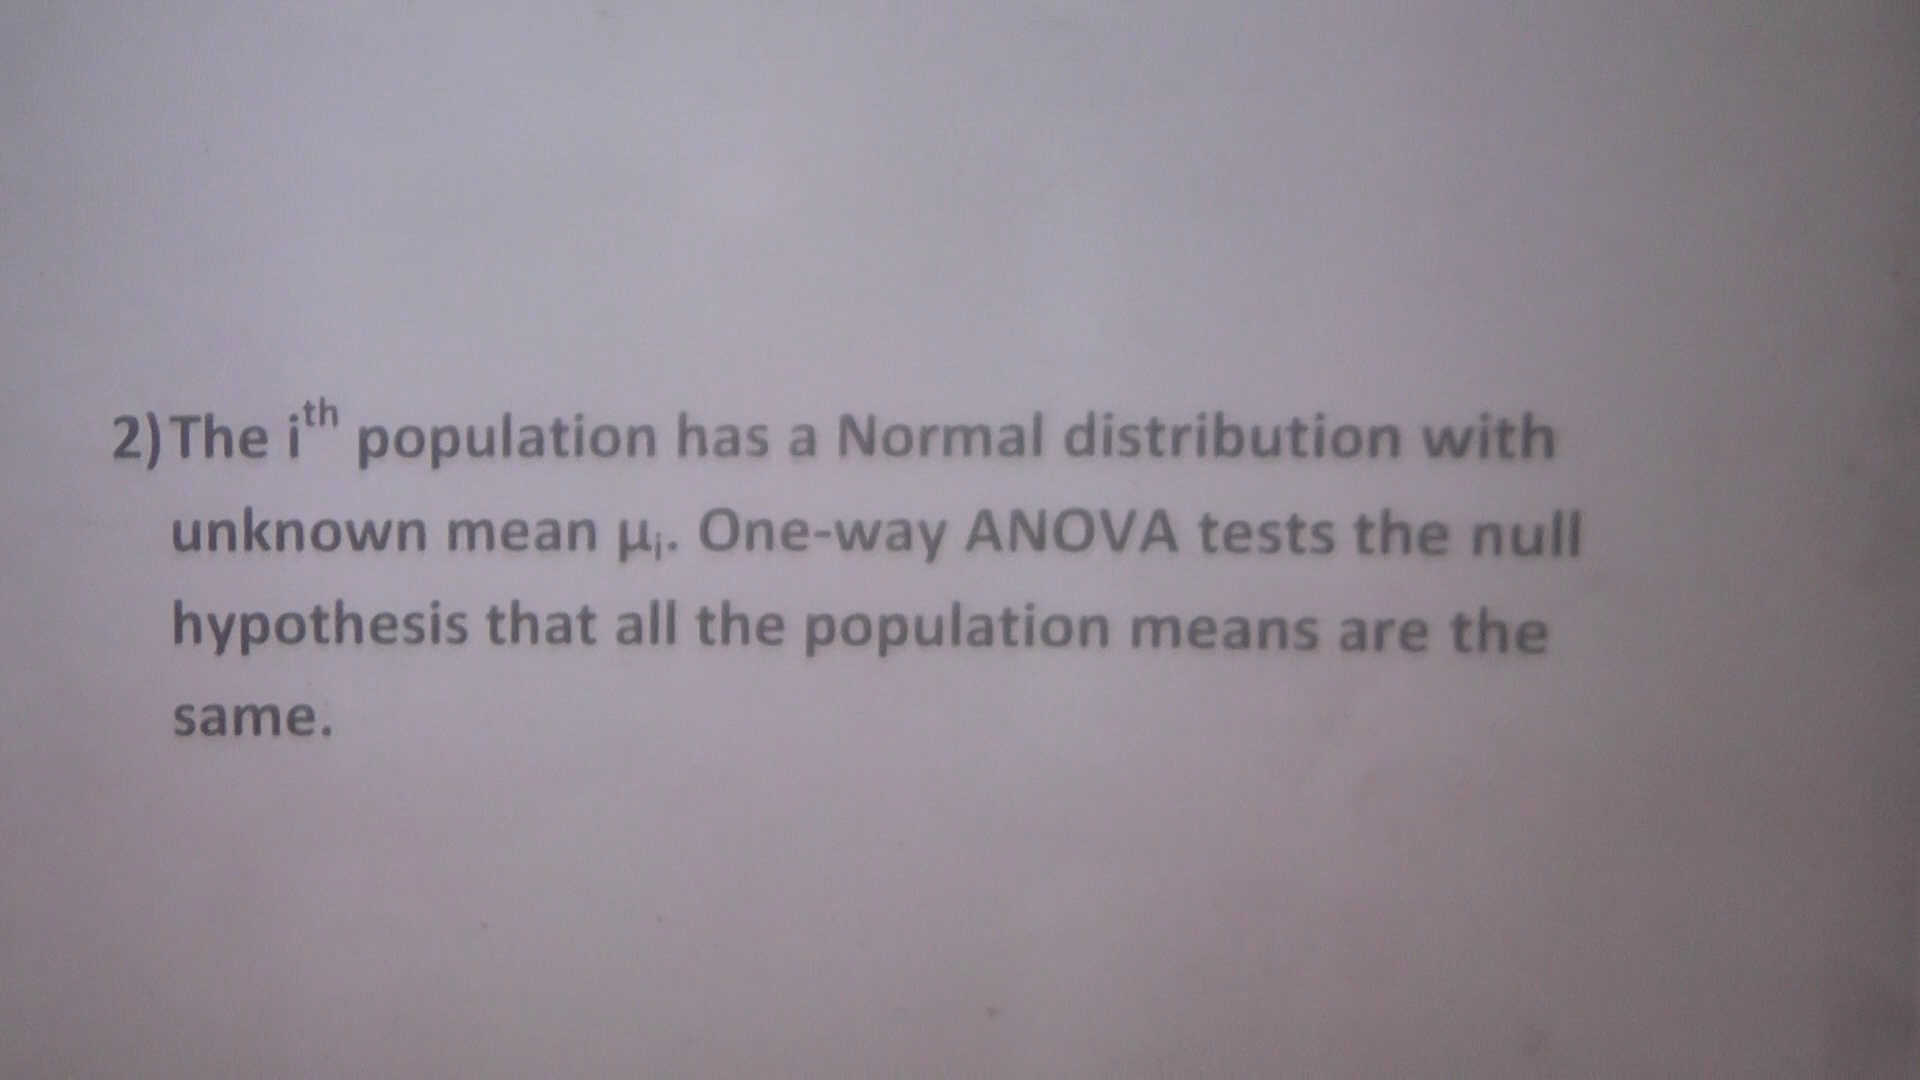 2) The iᵗʰ population has a Normal distribution with
unknown mean μᵢ. One-way ANOVA tests the null
hypothesis that all the population means are the
same.